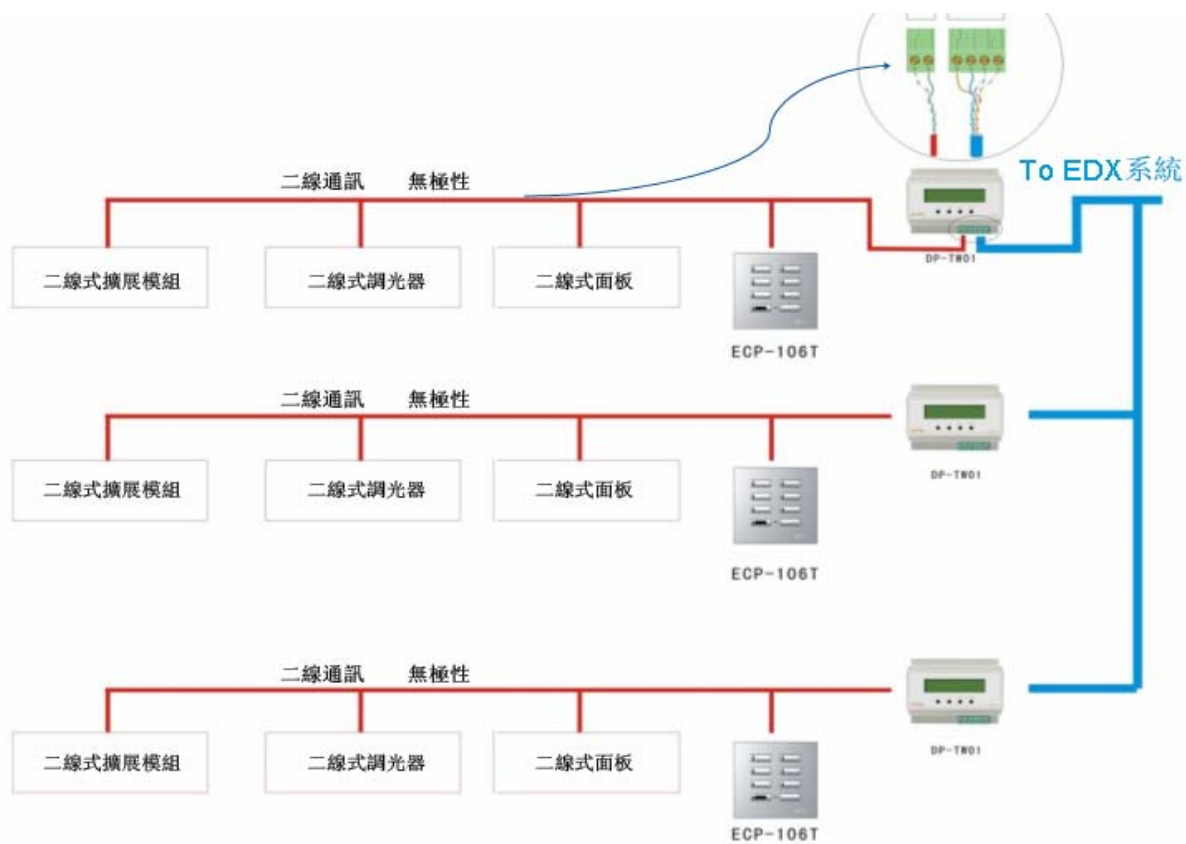 To EDX系統
二線通訊 無極性
DP-TW01
二線式擴展模組 二線式調光器 二線式面板
ECP-106T
二線通訊 無極性
DP-TW01
二線式擴展模組 二線式調光器 二線式面板
ECP-106T
二線通訊 無極性
DP-TW01
二線式擴展模組 二線式調光器 二線式面板
ECP-106T